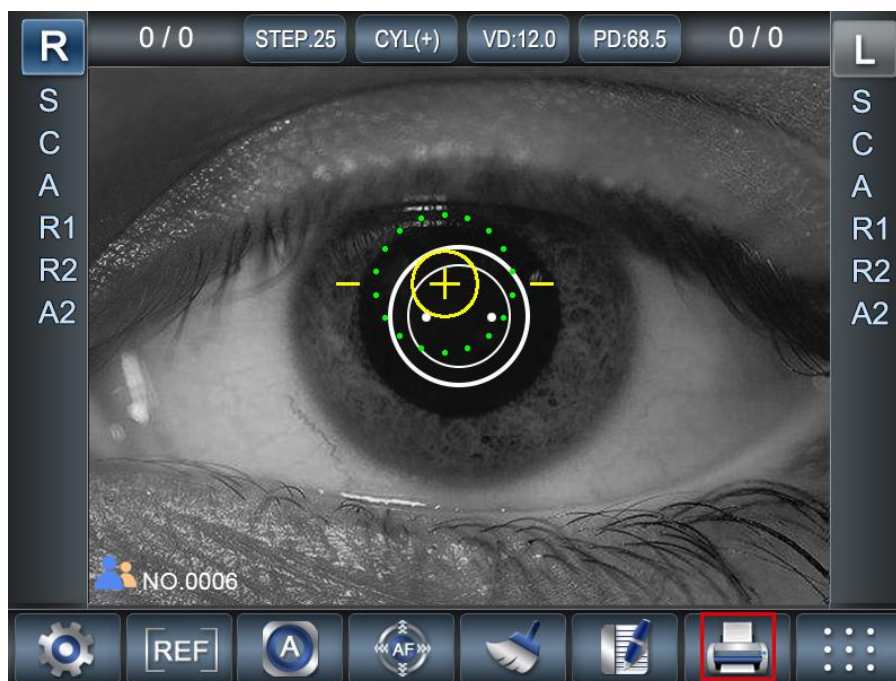 R 0 / 0 STEP.25 CYL(+) VD:12.0 PD:68.5 0 / 0 L
S S
C C
A A
R1 R1
R2 R2
A2 A2
NO.0006
[REF] A AF